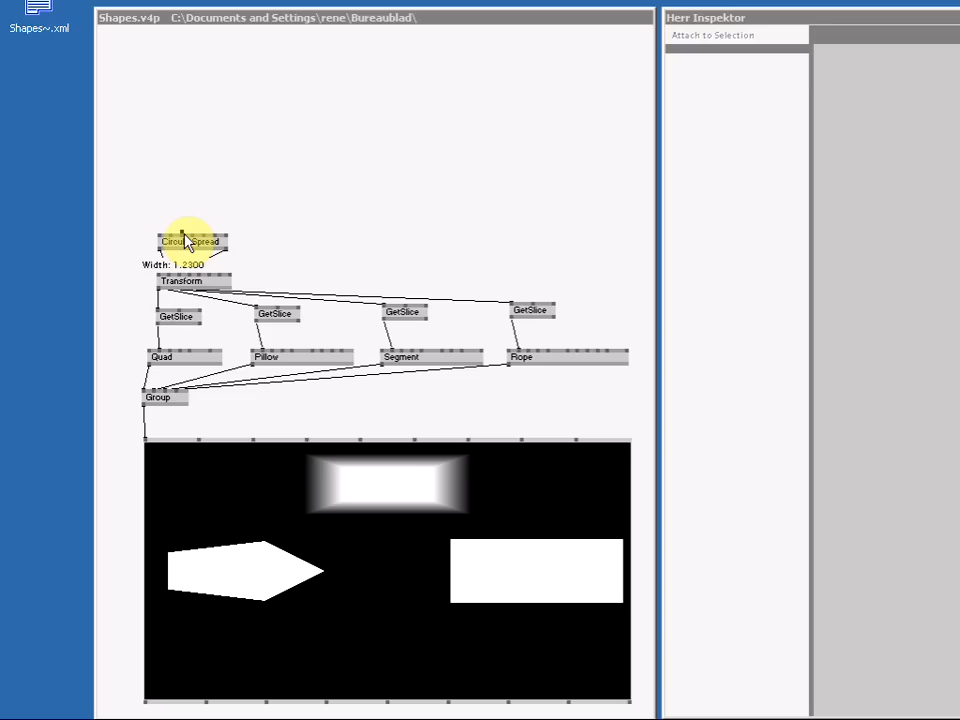 Shapes.v4p C:\Documents and Settings\rene\Bureaublad\
Herr Inspektor
Shapes~.xml
Attach to Selection
Spread
Width: 1.2300
Transform
GetSlice
GetSlice
GetSlice
GetSlice
Quad
Pillow
Segment
Rope
Group